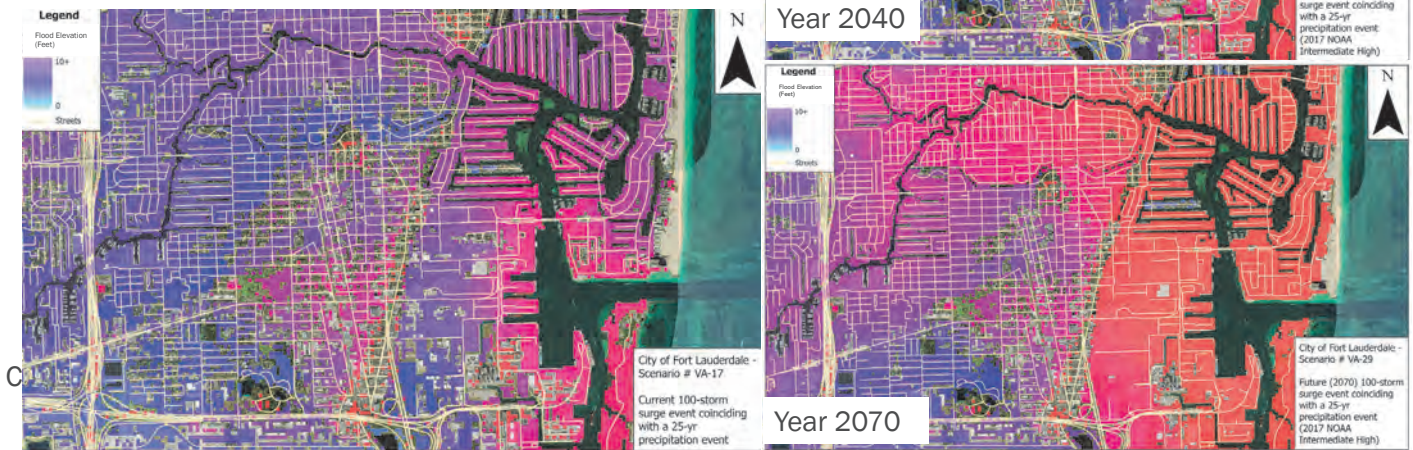 Legend
Flood Elevation
(Feet)
10+
0
Streets
N
City of Fort Lauderdale -
Scenario # VA-17
Current 100-storm
surge event coinciding
with a 25-yr
precipitation event
C
Year 2040
surge event coinciding
with a 25-yr
precipitation event
(2017 NOAA
Intermediate High)
Legend
Flood Elevation
(Feet)
10+
0
Streets
N
City of Fort Lauderdale -
Scenario # VA-29
Future (2070) 100-storm
surge event coinciding
with a 25-yr
precipitation event
(2017 NOAA
Intermediate High)
Year 2070